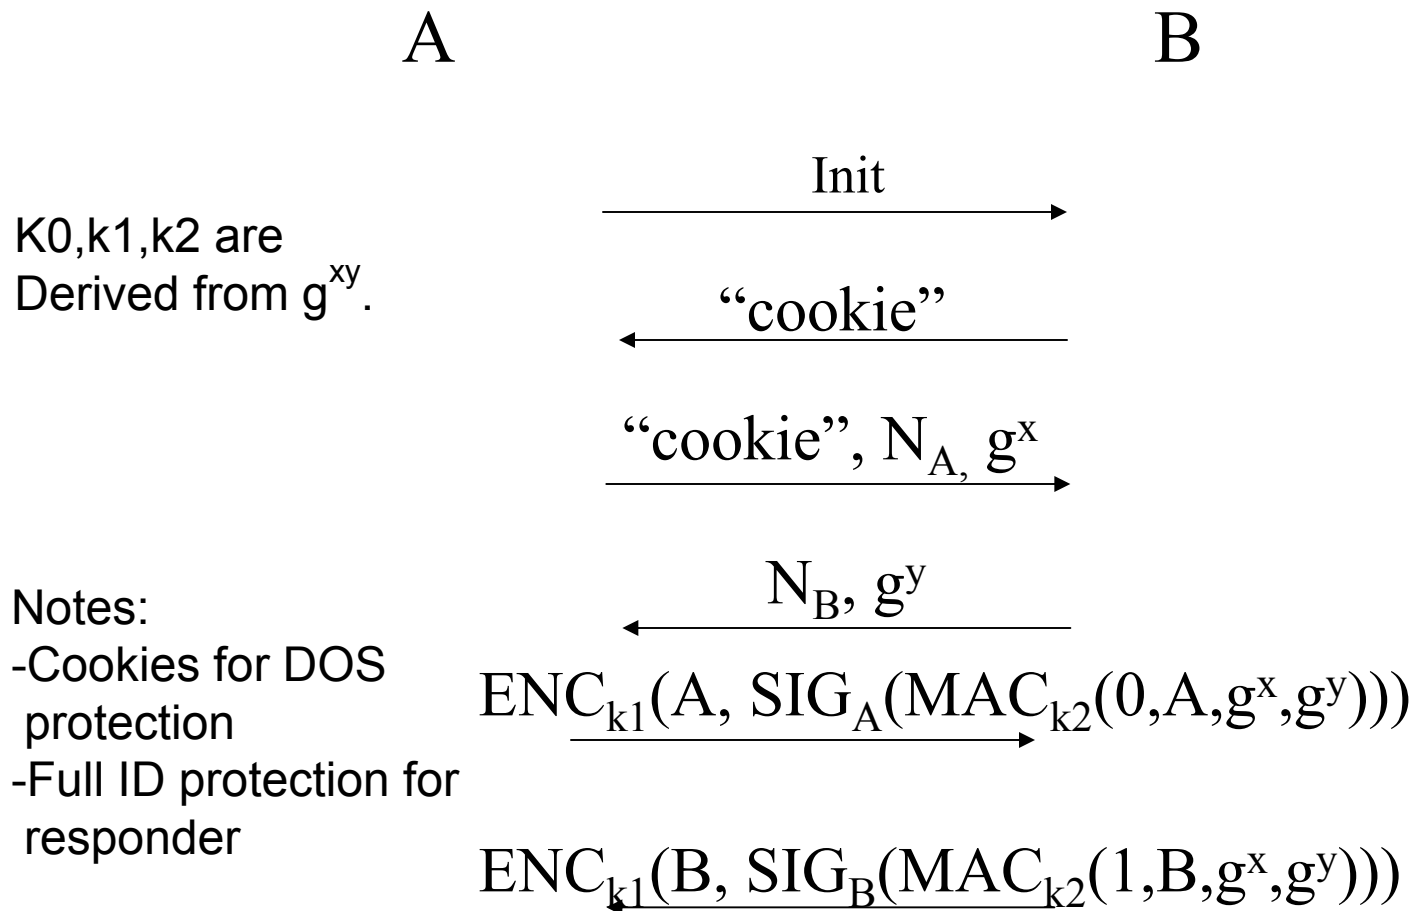 A B
Init
K0,k1,k2 are
Derived from g^xy.
“cookie”
“cookie”, N_A, g^x
N_B, g^y
Notes:
-Cookies for DOS
protection
-Full ID protection for
responder
ENC_k1(A, SIG_A(MAC_k2(0,A,g^x,g^y)))
ENC_k1(B, SIG_B(MAC_k2(1,B,g^x,g^y)))